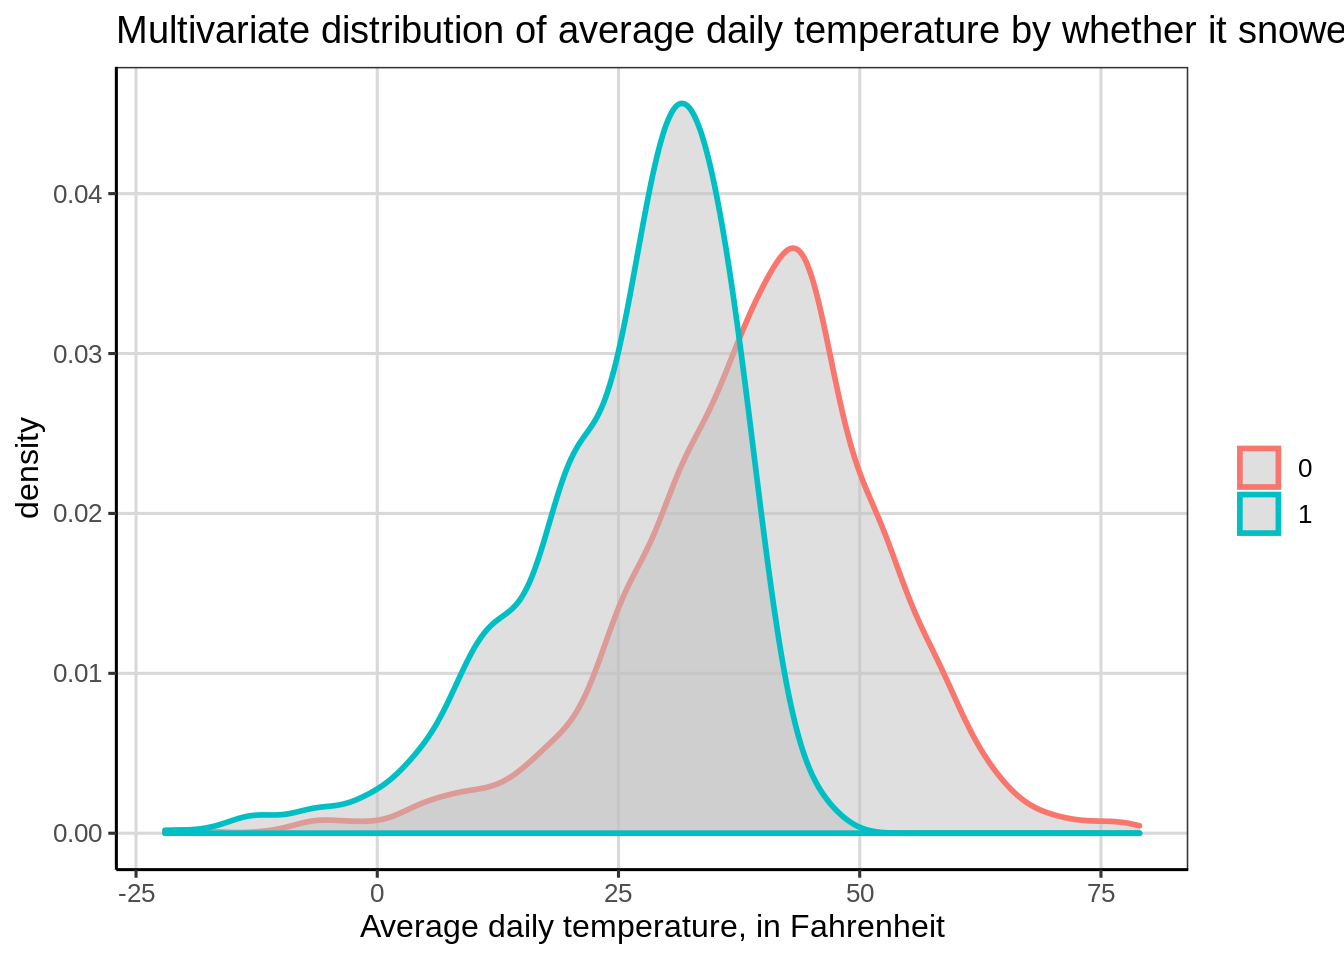 Multivariate distribution of average daily temperature by whether it snowe
0.04
0.03
0.02
0.01
0.00
density
-25 0 25 50 75
Average daily temperature, in Fahrenheit
0
1